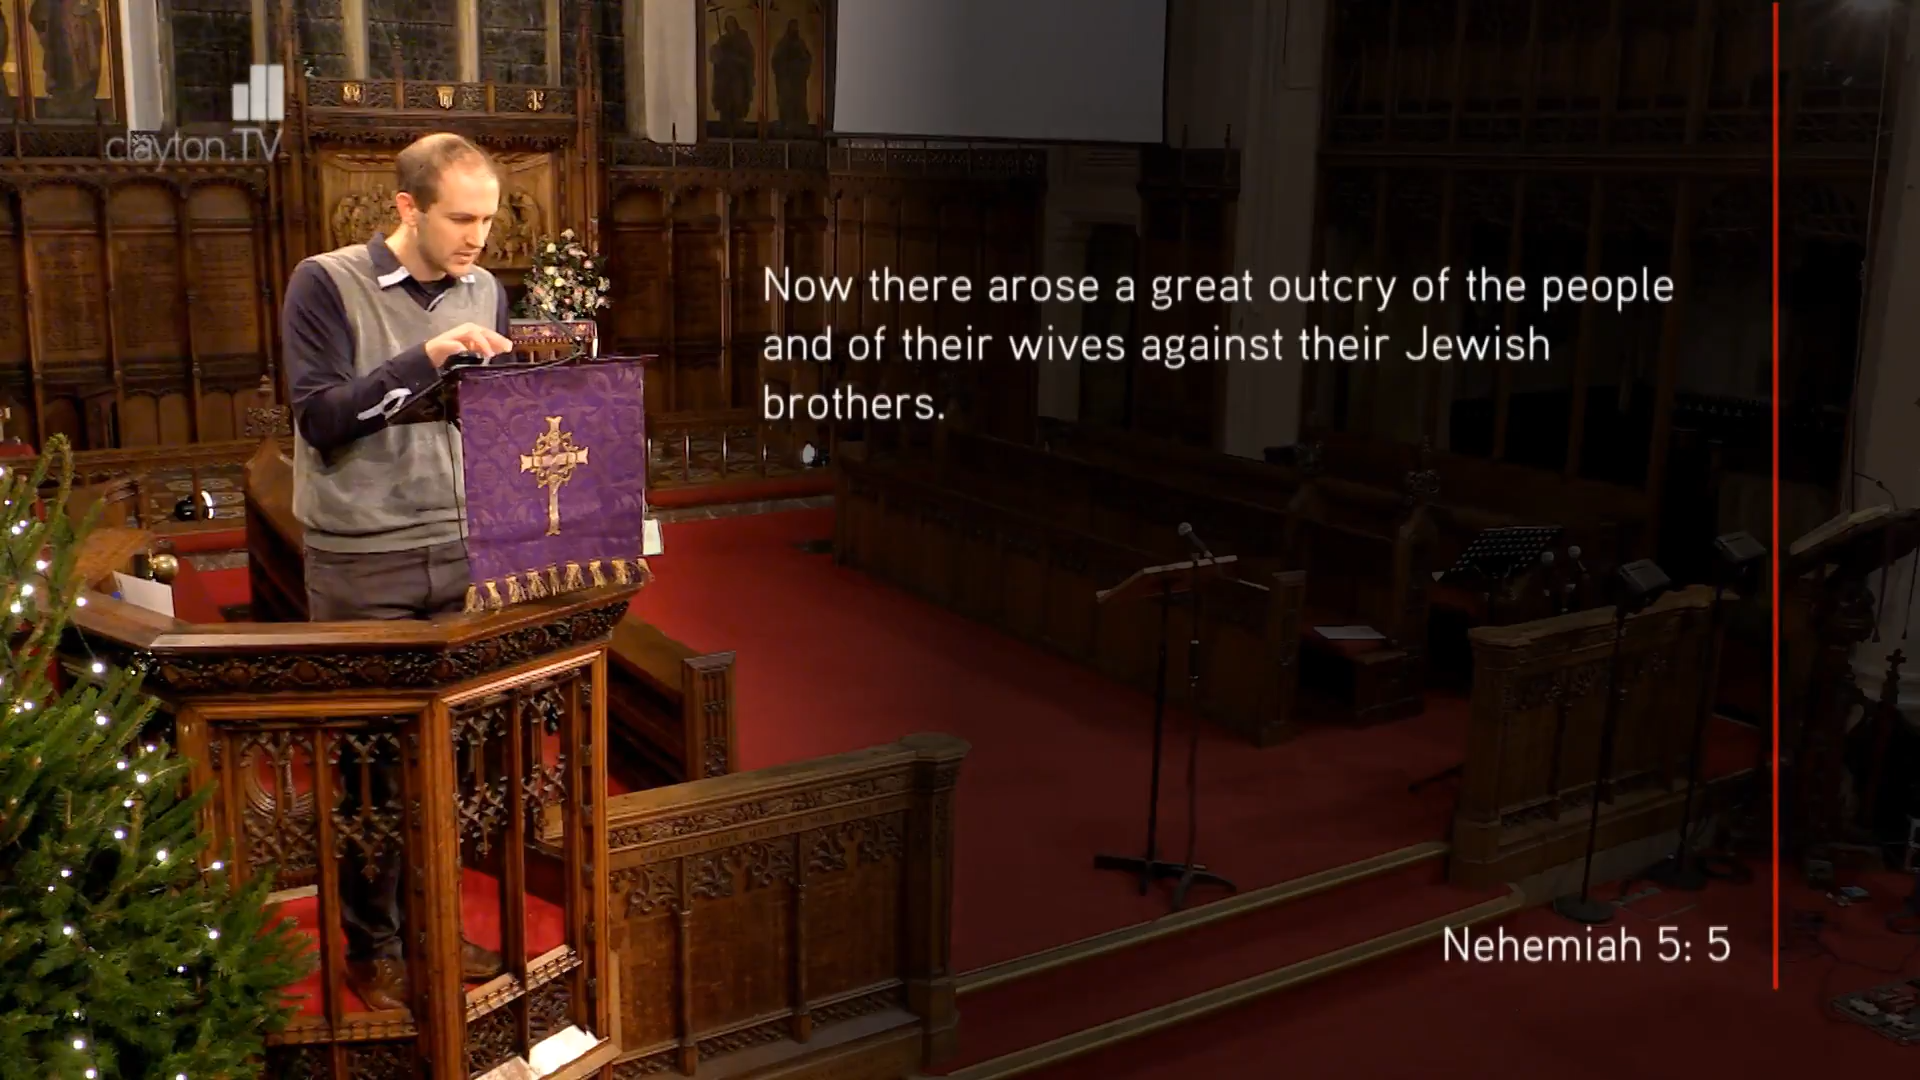 clayton.TV
Now there arose a great outcry of the people
and of their wives against their Jewish
brothers.
Nehemiah 5: 5